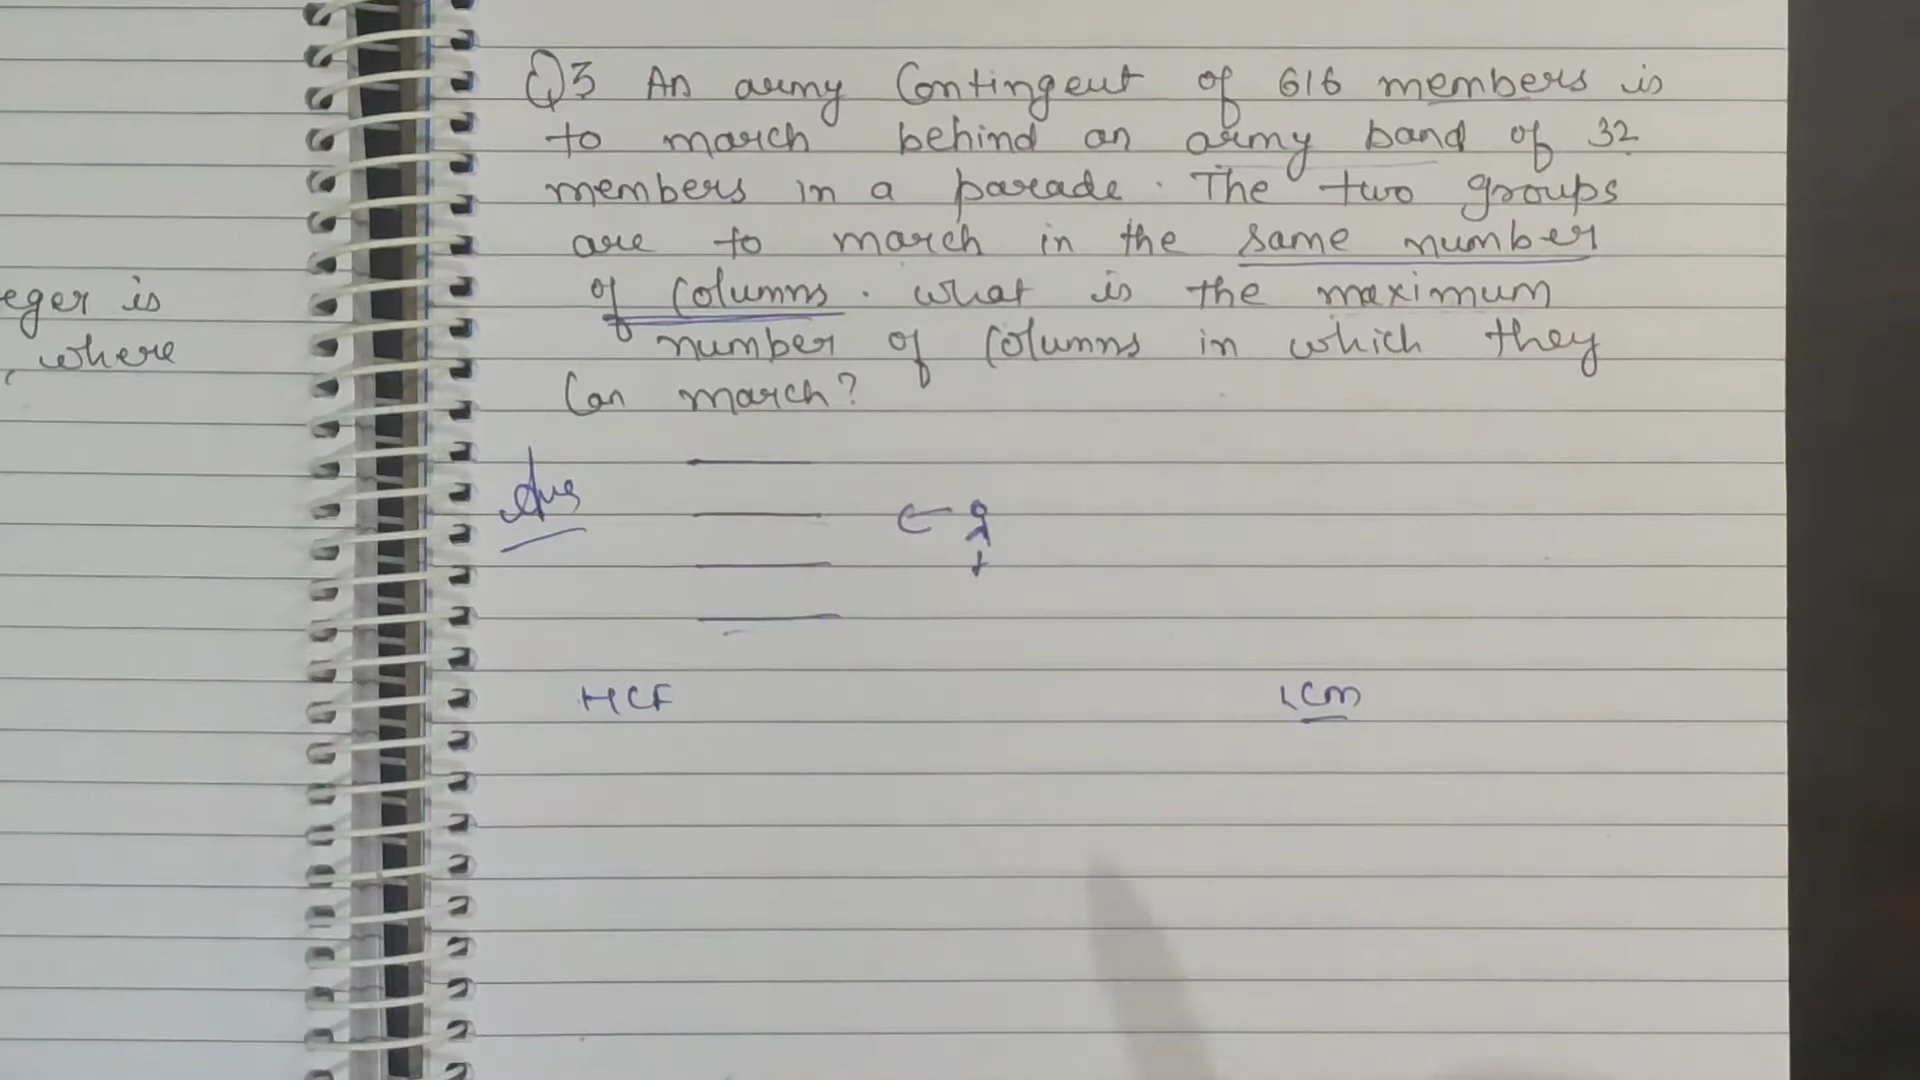 eger is
, where
Q3 An army Contingent of 616 members is
to march behind an army band of 32
members in a parade. The two groups
are to march in the same number
of Columns. what is the maximum
number of Columns in which they
Can march?
Ans
HCF
LCM